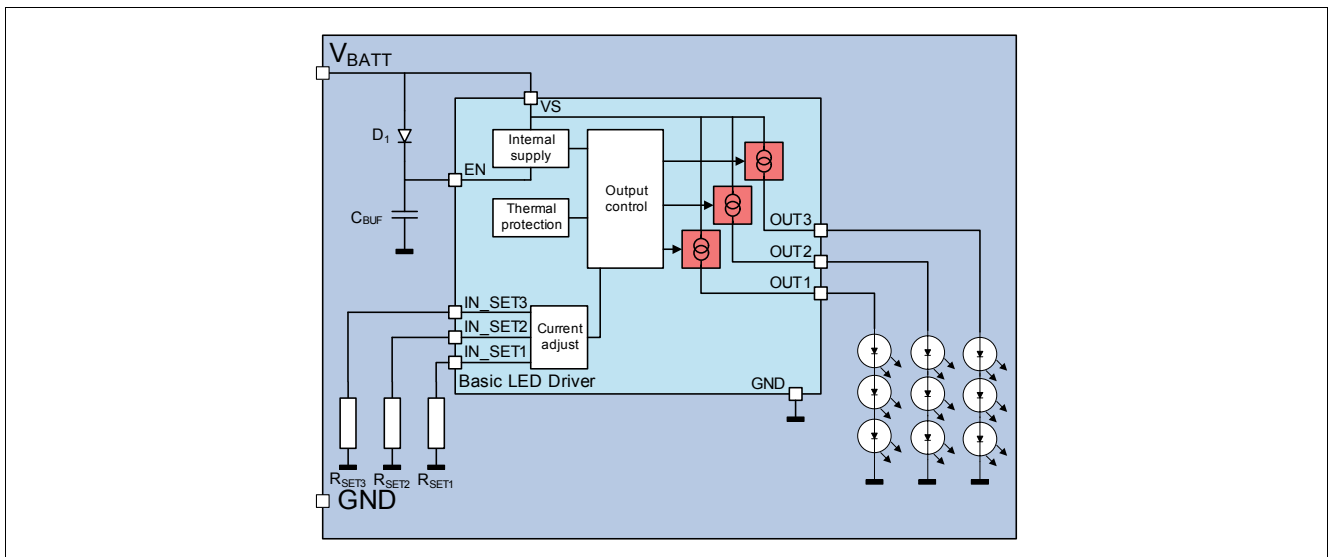 VBATT
VS
D1
Internal
supply
EN
Output
control
CBUF
Thermal
protection
OUT3
OUT2
OUT1
IN_SET3
IN_SET2
IN_SET1
Current
adjust
Basic LED Driver
GND
RSET3
RSET2
RSET1
GND